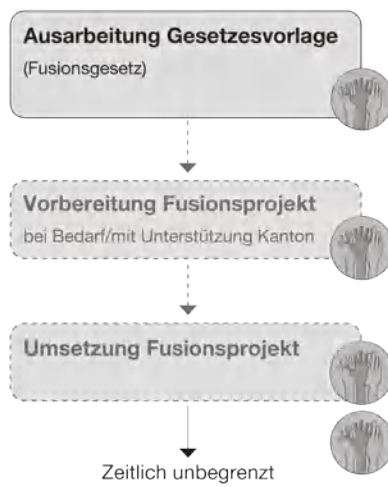 Ausarbeitung Gesetzesvorlage
(Fusionsgesetz)
Vorbereitung Fusionsprojekt
bei Bedarf/mit Unterstützung Kanton
Umsetzung Fusionsprojekt
Zeitlich unbegrenzt